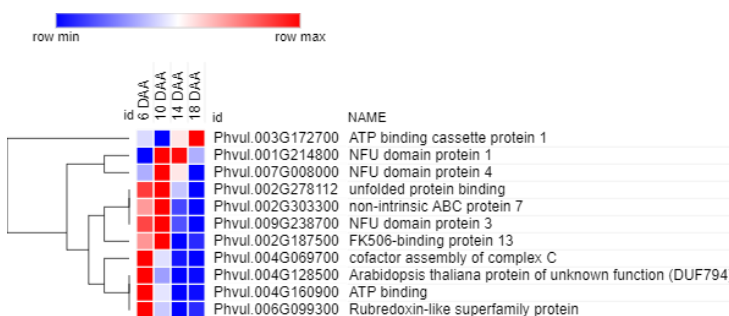 row min row max
id 6 DAA 10 DAA 14 DAA 18 DAA id NAME
Phvul.003G172700 ATP binding cassette protein 1
Phvul.001G214800 NFU domain protein 1
Phvul.007G008000 NFU domain protein 4
Phvul.002G278112 unfolded protein binding
Phvul.002G303300 non-intrinsic ABC protein 7
Phvul.009G238700 NFU domain protein 3
Phvul.002G187500 FK506-binding protein 13
Phvul.004G069700 cofactor assembly of complex C
Phvul.004G128500 Arabidopsis thaliana protein of unknown function (DUF794)
Phvul.004G160900 ATP binding
Phvul.006G099300 Rubredoxin-like superfamily protein